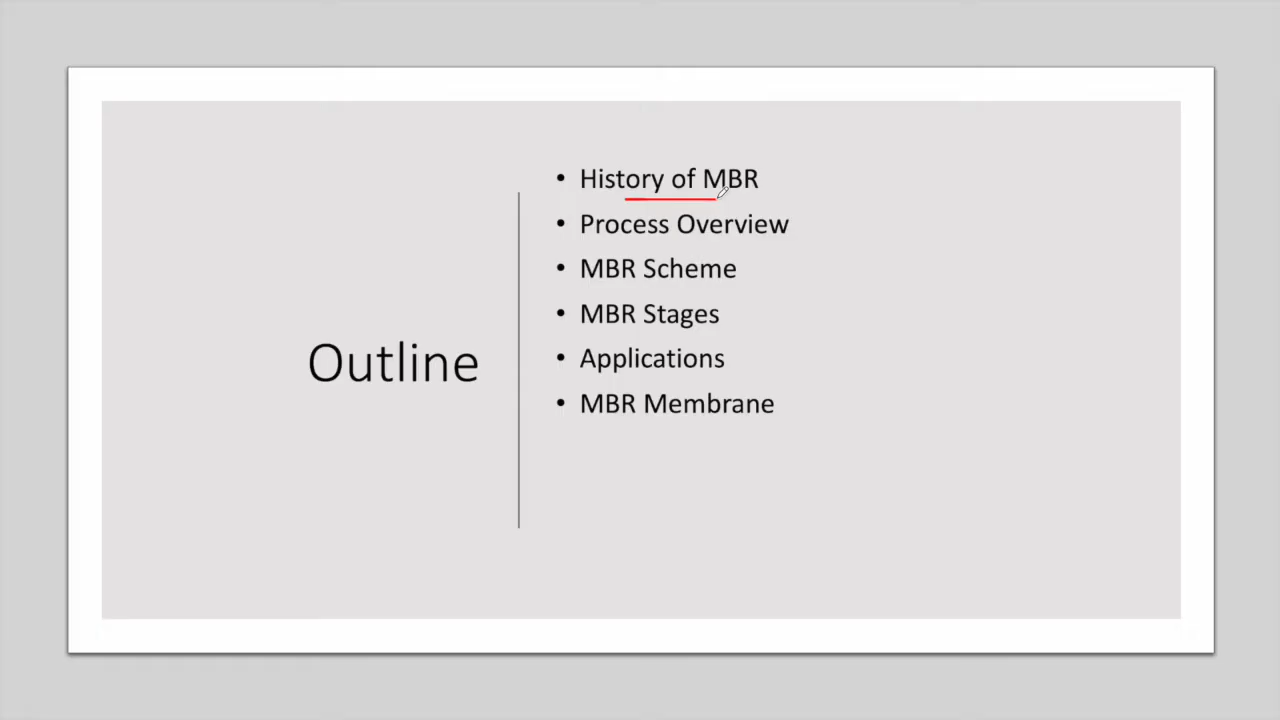 Outline
• History of MBR
• Process Overview
• MBR Scheme
• MBR Stages
• Applications
• MBR Membrane